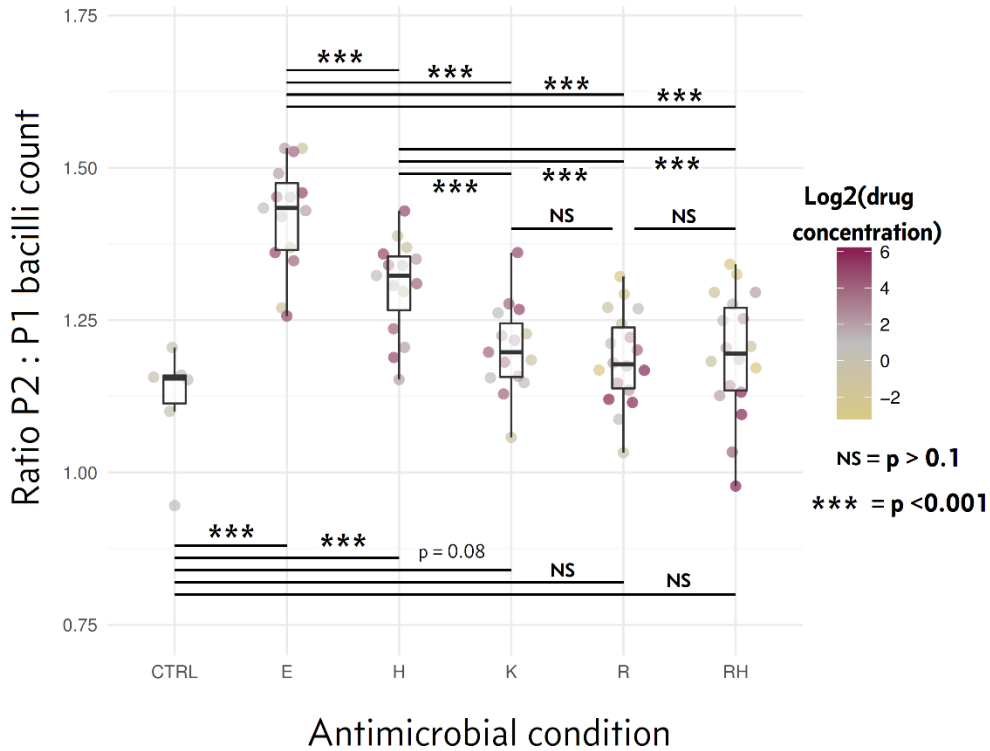 1.75
***
***
***
***
1.50
***
***
***
NS
NS
1.25
1.00
***
***
p = 0.08
NS
NS
0.75
CTRL E H K R RH
Antimicrobial condition
Ratio P2 : P1 bacilli count
Log2(drug
concentration)
6
4
2
0
−2
NS = p > 0.1
*** = p <0.001